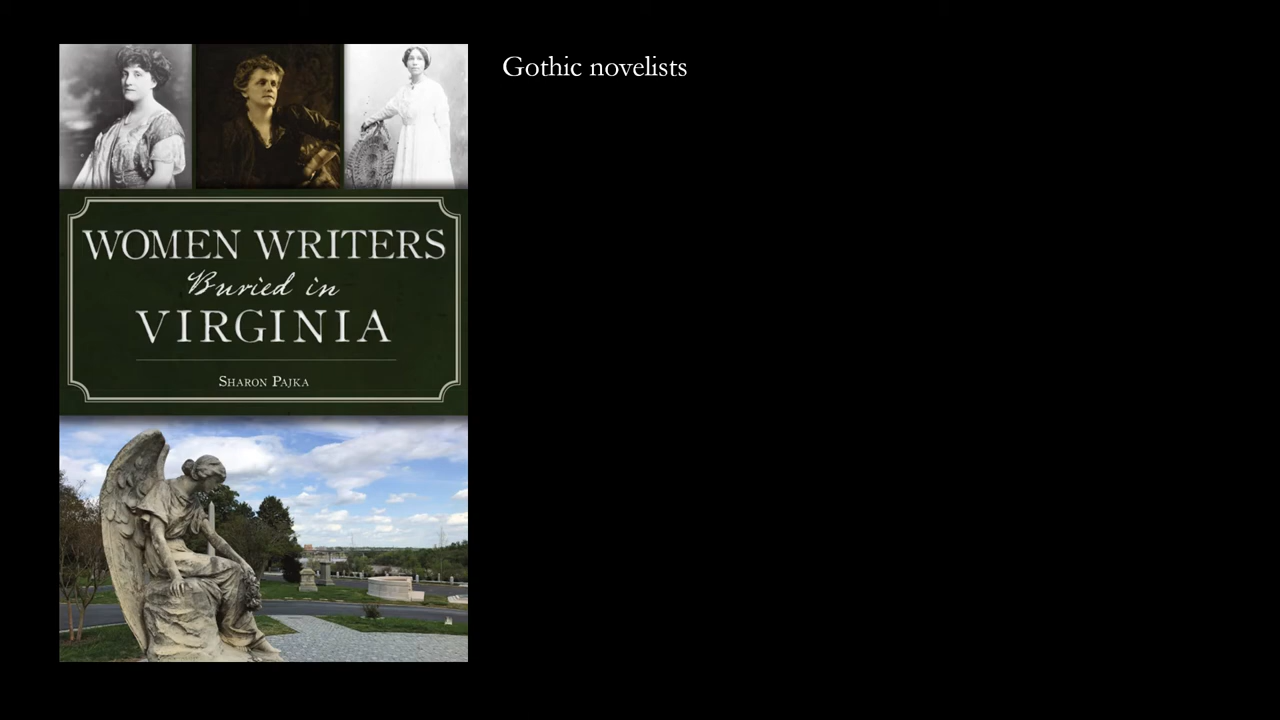 WOMEN WRITERS
Buried in
VIRGINIA
SHARON PAJKA
Gothic novelists